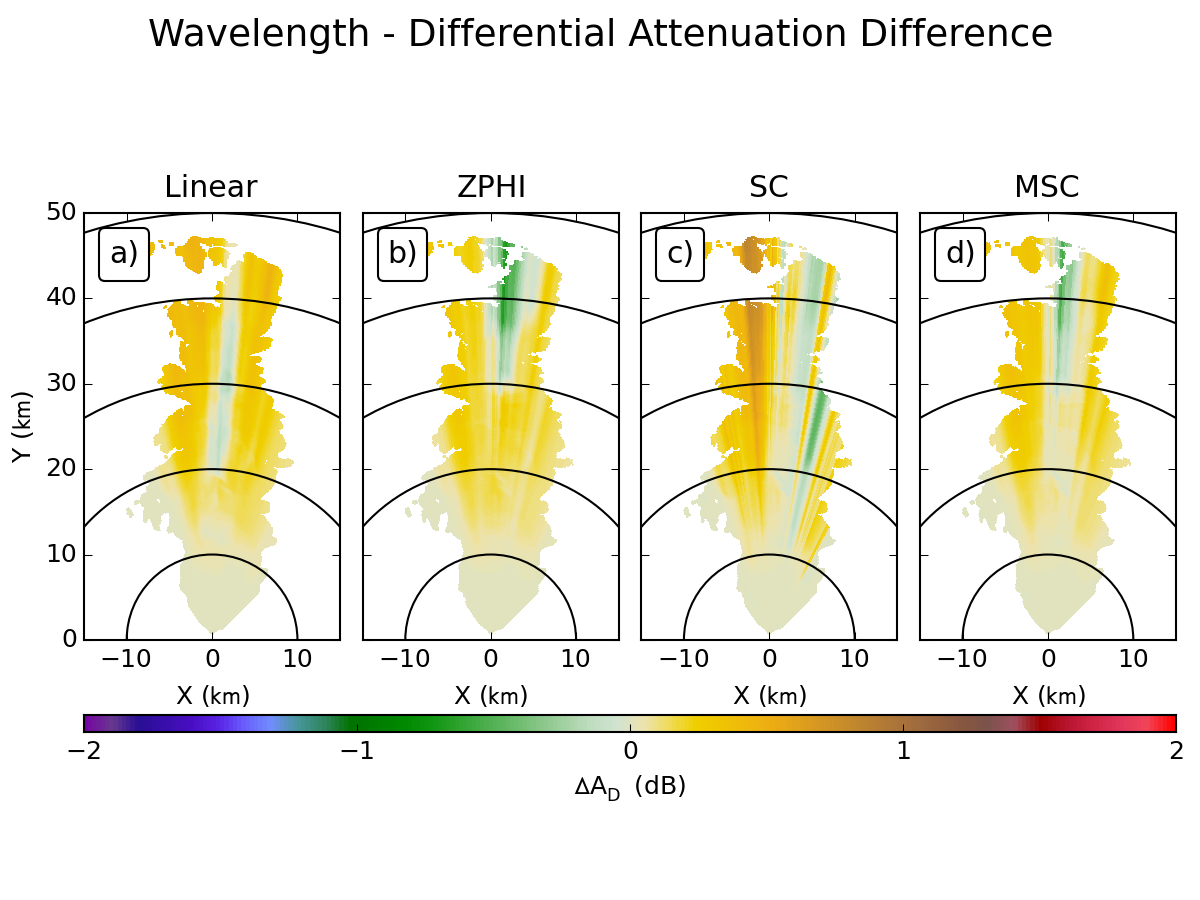 Wavelength - Differential Attenuation Difference
Linear ZPHI SC MSC
50
a) b) c) d)
40
30
20
10
0
Y (km)
−10 0 10 −10 0 10 −10 0 10 −10 0 10
X (km) X (km) X (km) X (km)
−2 −1 0 1 2
ΔA_D (dB)